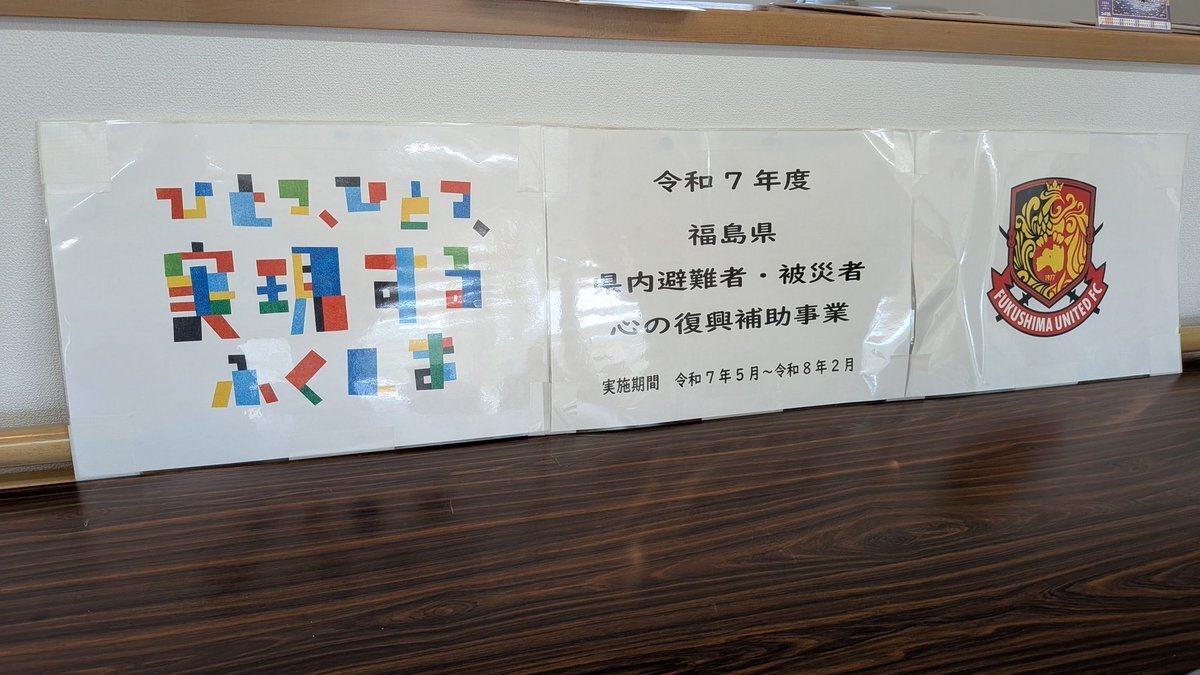 ひとつ、ひとつ、
実現する
ふくしま
令和7年度
福島県
県内避難者・被災者
心の復興補助事業
実施期間 令和7年5月～令和8年2月
1977
FUKUSHIMA UNITED FC